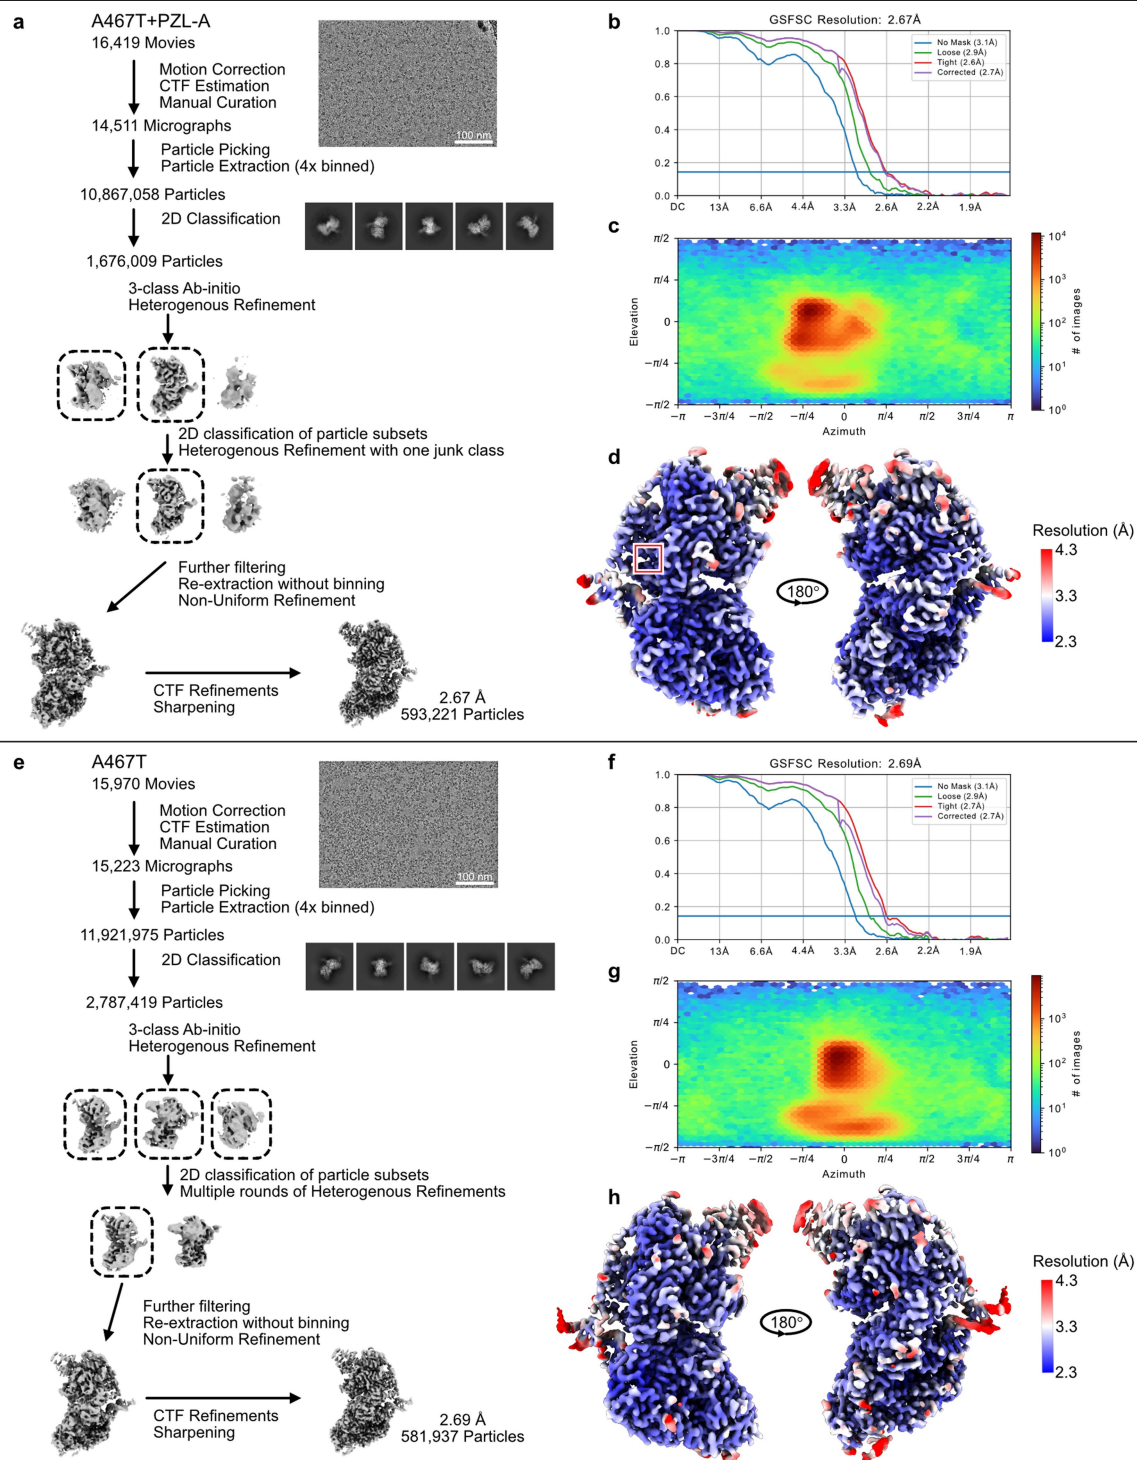 a
A467T+PZL-A
16,419 Movies
Motion Correction
CTF Estimation
Manual Curation
14,511 Micrographs
Particle Picking
Particle Extraction (4x binned)
10,867,058 Particles
2D Classification
1,676,009 Particles
3-class Ab-initio
Heterogenous Refinement
2D classification of particle subsets
Heterogenous Refinement with one junk class
Further filtering
Re-extraction without binning
Non-Uniform Refinement
CTF Refinements
Sharpening
2.67 Å
593,221 Particles
100 nm
b
GSFSC Resolution: 2.67Å
No Mask (3.1Å)
Loose (2.9Å)
Tight (2.6Å)
Corrected (2.7Å)
1.0
0.8
0.6
0.4
0.2
0.0
DC 13Å 6.6Å 4.4Å 3.3Å 2.6Å 2.2Å 1.9Å
c
π/2
π/4
0
−π/4
−π/2
Elevation
−π −3π/4 −π/2 −π/4 0 π/4 π/2 3π/4 π
Azimuth
10⁴
10³
10²
10¹
10⁰
# of images
d
180°
Resolution (Å)
4.3
3.3
2.3
e
A467T
15,970 Movies
Motion Correction
CTF Estimation
Manual Curation
15,223 Micrographs
Particle Picking
Particle Extraction (4x binned)
11,921,975 Particles
2D Classification
2,787,419 Particles
3-class Ab-initio
Heterogenous Refinement
2D classification of particle subsets
Multiple rounds of Heterogenous Refinements
Further filtering
Re-extraction without binning
Non-Uniform Refinement
CTF Refinements
Sharpening
2.69 Å
581,937 Particles
100 nm
f
GSFSC Resolution: 2.69Å
No Mask (3.1Å)
Loose (2.9Å)
Tight (2.7Å)
Corrected (2.7Å)
1.0
0.8
0.6
0.4
0.2
0.0
DC 13Å 6.6Å 4.4Å 3.3Å 2.6Å 2.2Å 1.9Å
g
π/2
π/4
0
−π/4
−π/2
Elevation
−π −3π/4 −π/2 −π/4 0 π/4 π/2 3π/4 π
Azimuth
10³
10²
10¹
10⁰
# of images
h
180°
Resolution (Å)
4.3
3.3
2.3